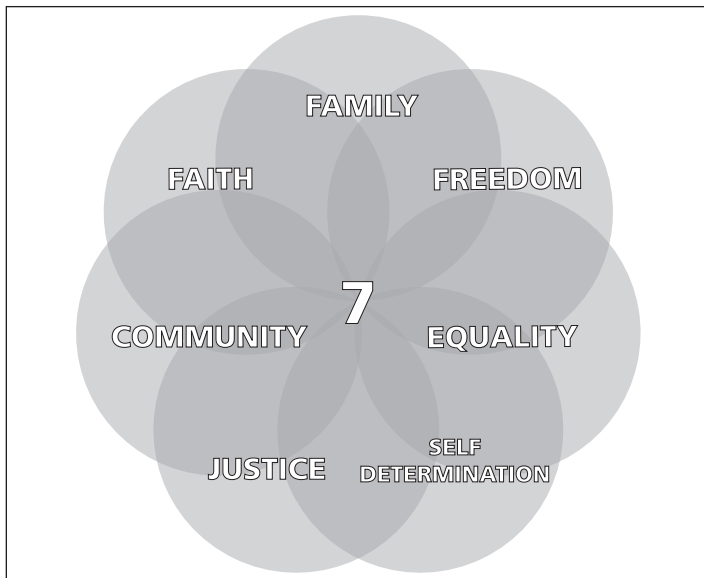 FAMILY
FAITH
FREEDOM
7
COMMUNITY
EQUALITY
SELF
DETERMINATION
JUSTICE